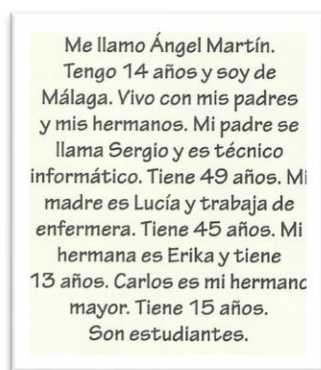 Me llamo Ángel Martín.
Tengo 14 años y soy de
Málaga. Vivo con mis padres
y mis hermanos. Mi padre se
llama Sergio y es técnico
informático. Tiene 49 años. Mi
madre es Lucía y trabaja de
enfermera. Tiene 45 años. Mi
hermana es Erika y tiene
13 años. Carlos es mi hermano
mayor. Tiene 15 años.
Son estudiantes.